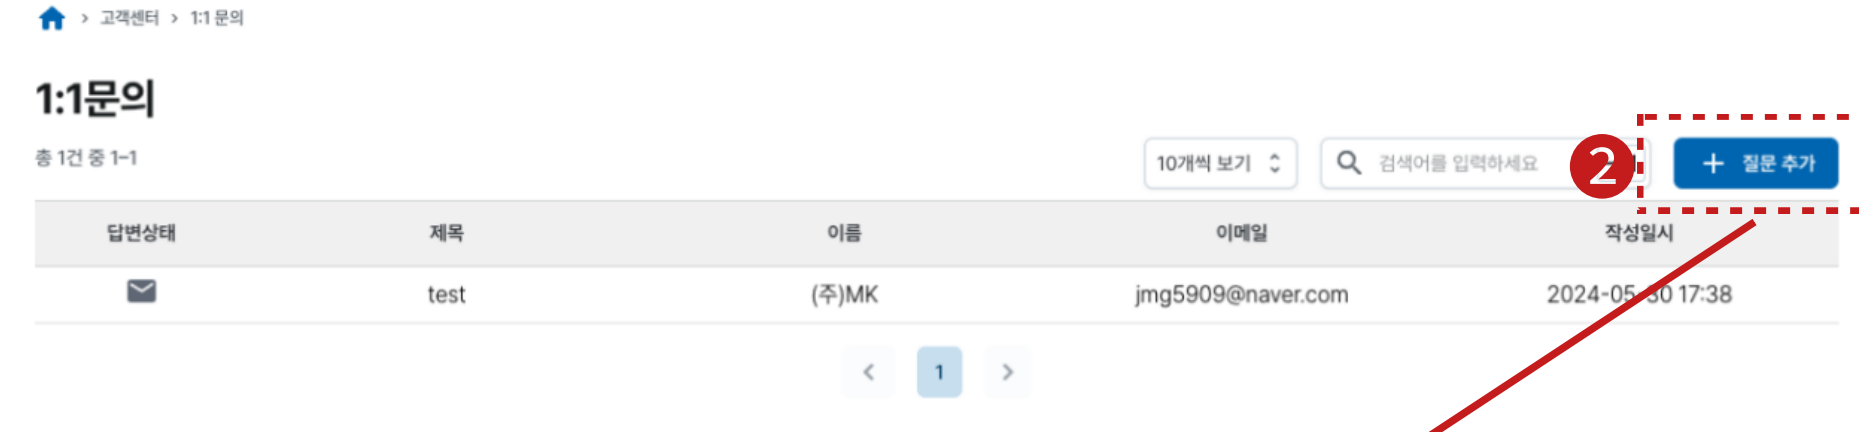 > 고객센터 > 1:1 문의
1:1문의
총 1건 중 1-1
10개씩 보기 검색어를 입력하세요 2 + 질문 추가
답변상태 제목 이름 이메일 작성일시
test (주)MK jmg5909@naver.com 2024-05-30 17:38
< 1 >